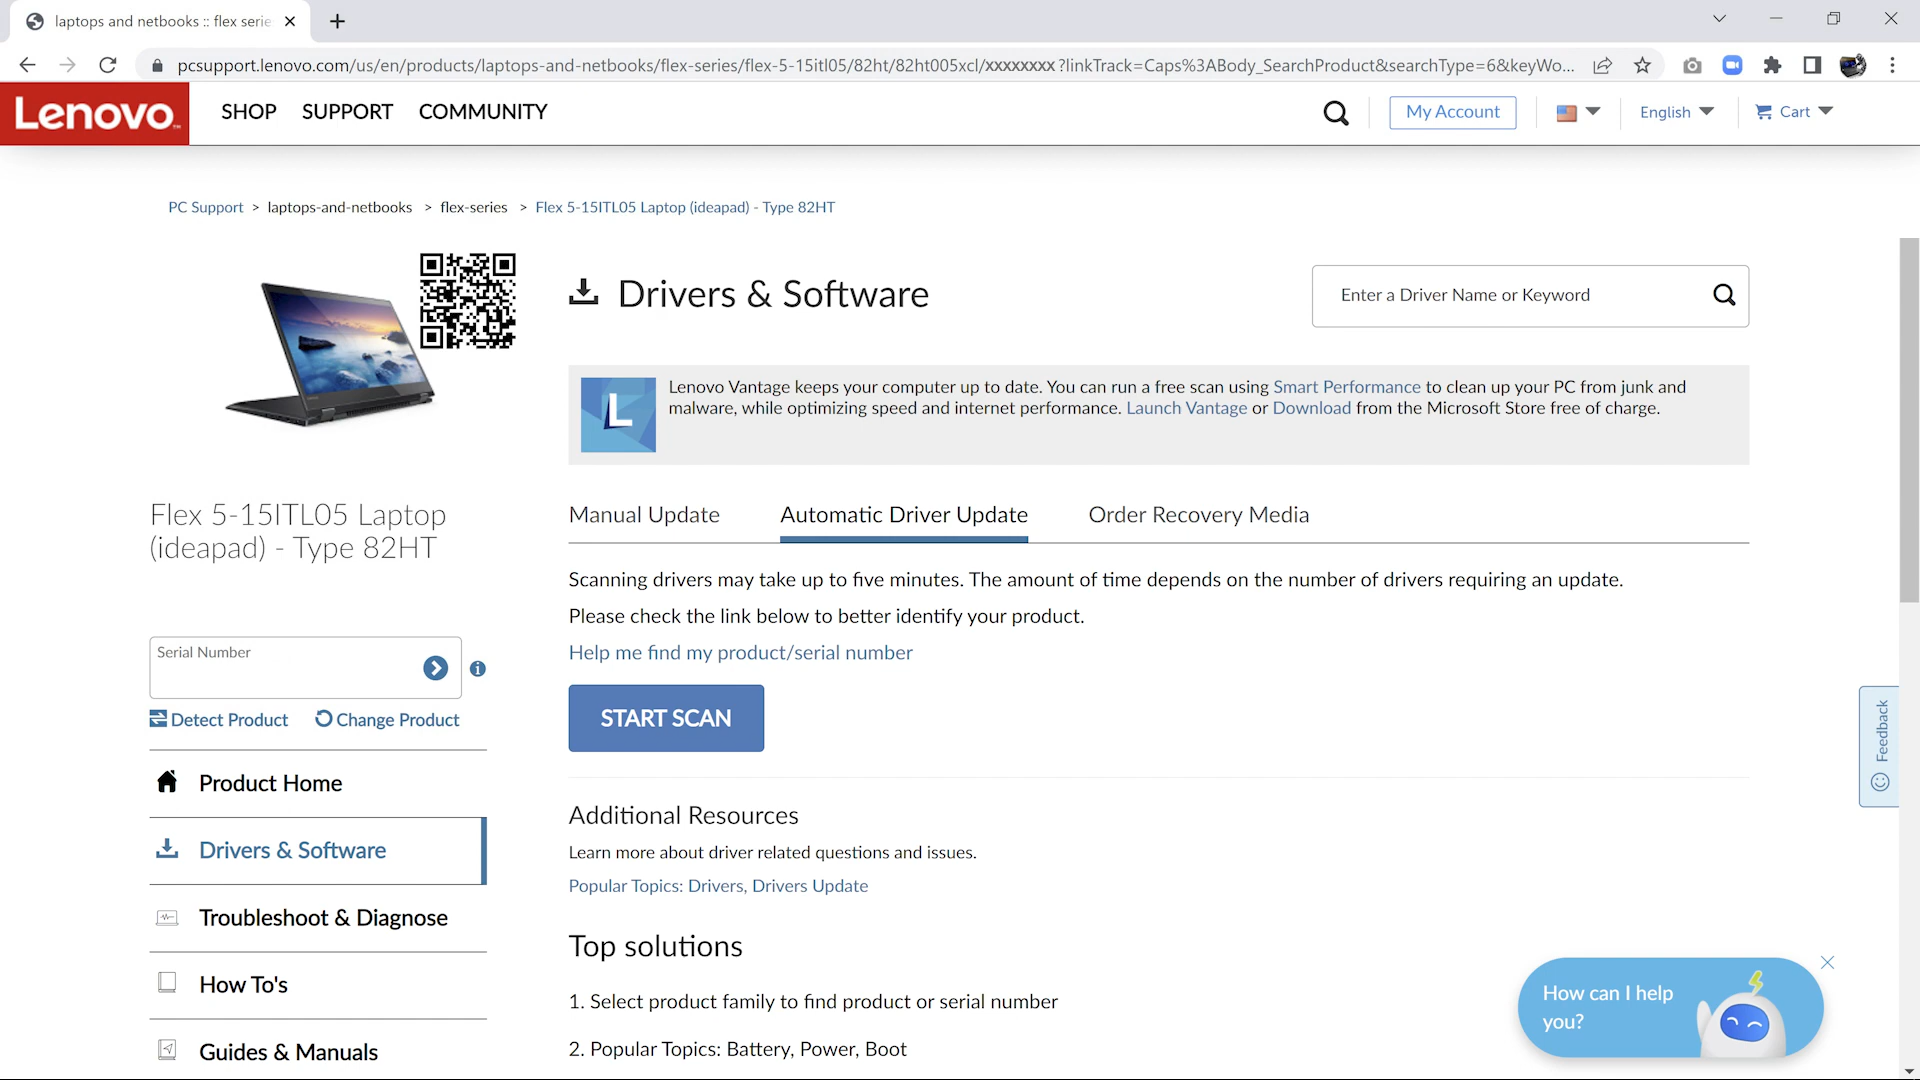 laptops and netbooks :: flex serie
pcsupport.lenovo.com/us/en/products/laptops-and-netbooks/flex-series/flex-5-15itl05/82ht/82ht005xcl/xxxxxxxx?linkTrack=Caps%3ABody_SearchProduct&searchType=6&keyWo...
Lenovo™ SHOP SUPPORT COMMUNITY My Account English Cart
PC Support > laptops-and-netbooks > flex-series > Flex 5-15ITL05 Laptop (ideapad) - Type 82HT
Drivers & Software
Enter a Driver Name or Keyword
L
Lenovo Vantage keeps your computer up to date. You can run a free scan using Smart Performance to clean up your PC from junk and
malware, while optimizing speed and internet performance. Launch Vantage or Download from the Microsoft Store free of charge.
Flex 5-15ITL05 Laptop
(ideapad) - Type 82HT
Serial Number
Detect Product Change Product
Product Home
Drivers & Software
Troubleshoot & Diagnose
How To's
Guides & Manuals
Manual Update Automatic Driver Update Order Recovery Media
Scanning drivers may take up to five minutes. The amount of time depends on the number of drivers requiring an update.
Please check the link below to better identify your product.
Help me find my product/serial number
START SCAN
Additional Resources
Learn more about driver related questions and issues.
Popular Topics: Drivers, Drivers Update
Top solutions
1. Select product family to find product or serial number
2. Popular Topics: Battery, Power, Boot
Feedback
How can I help
you?